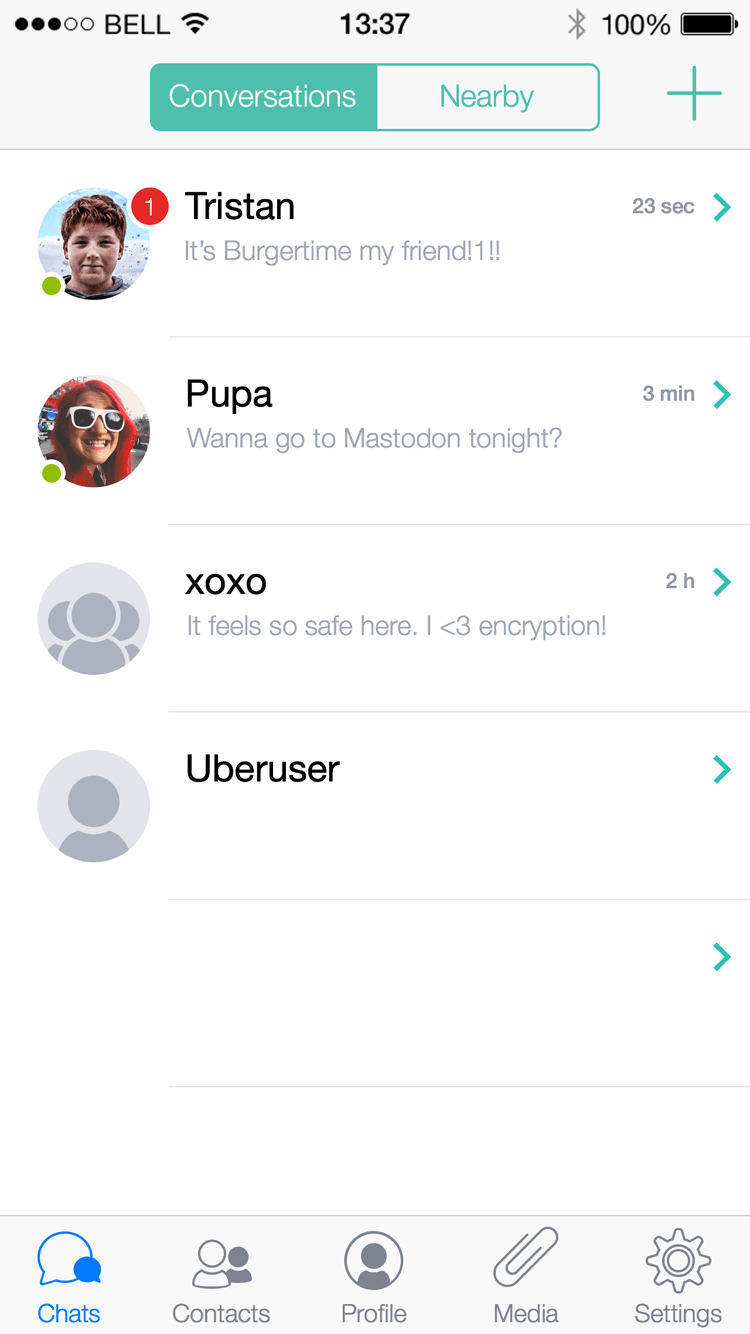 BELL 13:37 100%
Conversations Nearby
1 Tristan 23 sec
It's Burgertime my friend!1!!
Pupa 3 min
Wanna go to Mastodon tonight?
xoxo 2 h
It feels so safe here. I <3 encryption!
Uberuser
Chats Contacts Profile Media Settings